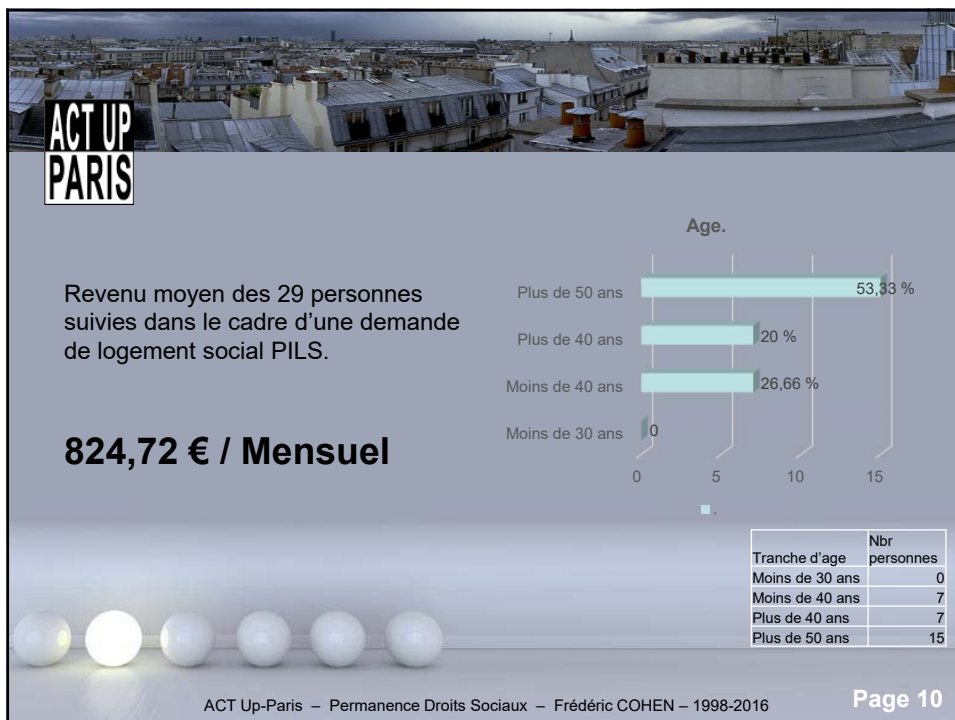 ACT UP
PARIS
Revenu moyen des 29 personnes
suivies dans le cadre d’une demande
de logement social PILS.
824,72 € / Mensuel
Age.
Plus de 50 ans 53,33 %
Plus de 40 ans 20 %
Moins de 40 ans 26,66 %
Moins de 30 ans 0
0 5 10 15
.
Tranche d’age Nbr personnes
Moins de 30 ans 0
Moins de 40 ans 7
Plus de 40 ans 7
Plus de 50 ans 15
ACT Up-Paris – Permanence Droits Sociaux – Frédéric COHEN – 1998-2016
Page 10